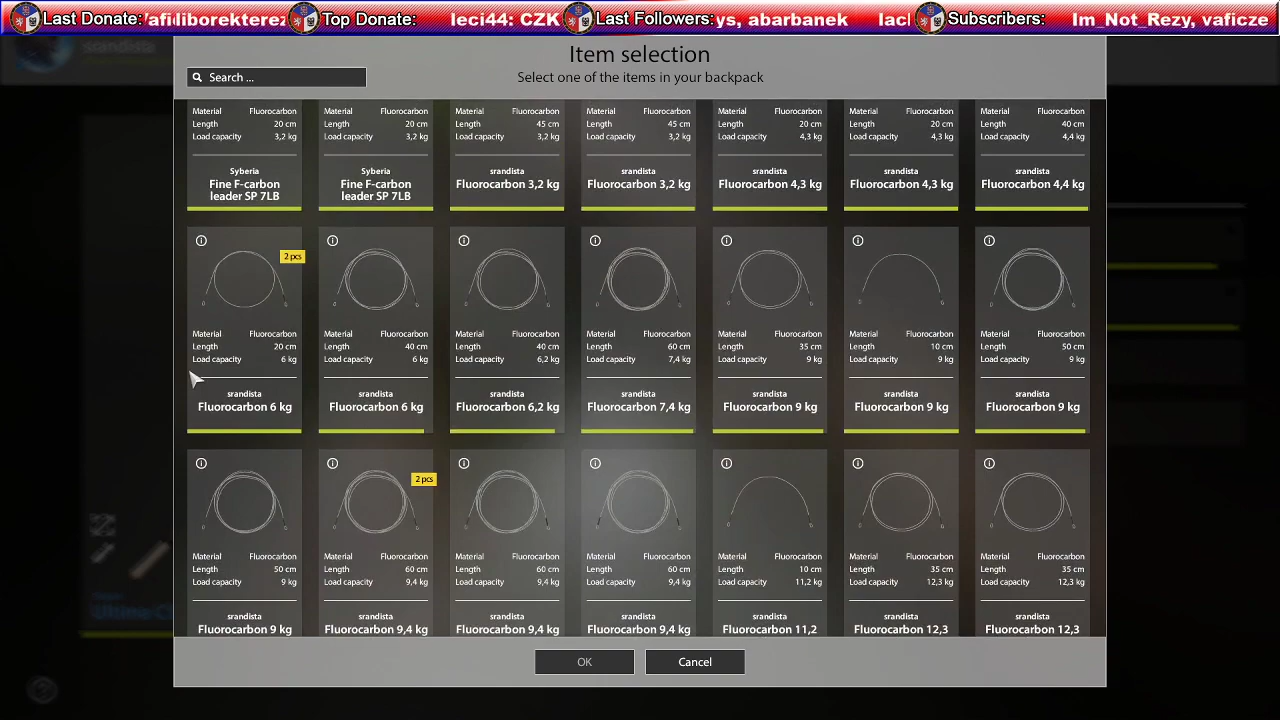 Last Donate: 'afiliborekterez Top Donate: leci44: CZK Last Followers: ys, abarbanek lacl Subscribers: Im_Not_Rezy, vaficze
srandista
Item selection
Search ...
Select one of the items in your backpack
Material Fluorocarbon Material Fluorocarbon Material Fluorocarbon Material Fluorocarbon Material Fluorocarbon Material Fluorocarbon Material Fluorocarbon
Length 20 cm Length 20 cm Length 45 cm Length 45 cm Length 20 cm Length 20 cm Length 40 cm
Load capacity 3,2 kg Load capacity 3,2 kg Load capacity 3,2 kg Load capacity 3,2 kg Load capacity 4,3 kg Load capacity 4,3 kg Load capacity 4,4 kg
Syberia Syberia srandista srandista srandista srandista srandista
Fine F-carbon Fine F-carbon Fluorocarbon 3,2 kg Fluorocarbon 3,2 kg Fluorocarbon 4,3 kg Fluorocarbon 4,3 kg Fluorocarbon 4,4 kg
leader SP 7LB leader SP 7LB
2 pcs
Material Fluorocarbon Material Fluorocarbon Material Fluorocarbon Material Fluorocarbon Material Fluorocarbon Material Fluorocarbon Material Fluorocarbon
Length 20 cm Length 40 cm Length 40 cm Length 60 cm Length 35 cm Length 10 cm Length 50 cm
Load capacity 6 kg Load capacity 6 kg Load capacity 6,2 kg Load capacity 7,4 kg Load capacity 9 kg Load capacity 9 kg Load capacity 9 kg
srandista srandista srandista srandista srandista srandista srandista
Fluorocarbon 6 kg Fluorocarbon 6 kg Fluorocarbon 6,2 kg Fluorocarbon 7,4 kg Fluorocarbon 9 kg Fluorocarbon 9 kg Fluorocarbon 9 kg
2 pcs
Material Fluorocarbon Material Fluorocarbon Material Fluorocarbon Material Fluorocarbon Material Fluorocarbon Material Fluorocarbon Material Fluorocarbon
Length 50 cm Length 60 cm Length 60 cm Length 60 cm Length 10 cm Length 35 cm Length 35 cm
Load capacity 9 kg Load capacity 9,4 kg Load capacity 9,4 kg Load capacity 9,4 kg Load capacity 11,2 kg Load capacity 12,3 kg Load capacity 12,3 kg
srandista srandista srandista srandista srandista srandista srandista
Fluorocarbon 9 kg Fluorocarbon 9,4 kg Fluorocarbon 9,4 kg Fluorocarbon 9,4 kg Fluorocarbon 11,2 Fluorocarbon 12,3 Fluorocarbon 12,3
OK Cancel